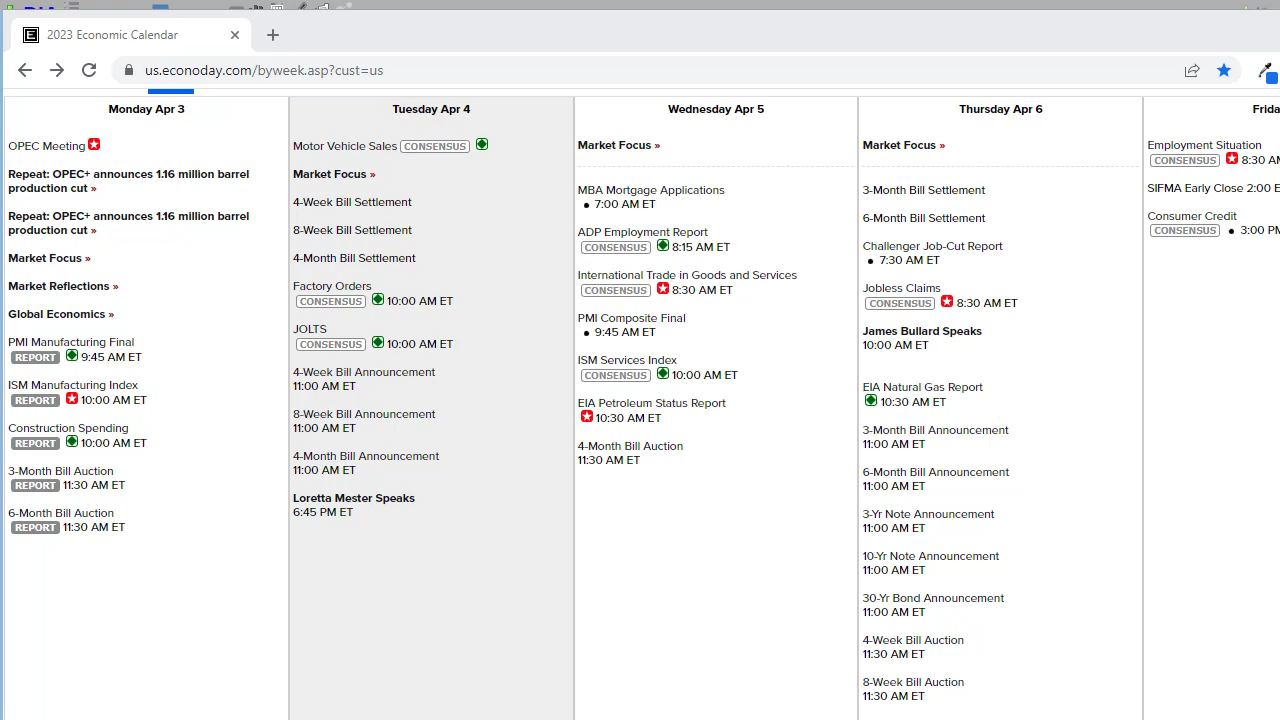 2023 Economic Calendar
us.econoday.com/byweek.asp?cust=us
Monday Apr 3
OPEC Meeting
Repeat: OPEC+ announces 1.16 million barrel
production cut »
Repeat: OPEC+ announces 1.16 million barrel
production cut »
Market Focus »
Market Reflections »
Global Economics »
PMI Manufacturing Final
REPORT 9:45 AM ET
ISM Manufacturing Index
REPORT 10:00 AM ET
Construction Spending
REPORT 10:00 AM ET
3-Month Bill Auction
REPORT 11:30 AM ET
6-Month Bill Auction
REPORT 11:30 AM ET
Tuesday Apr 4
Motor Vehicle Sales CONSENSUS
Market Focus »
4-Week Bill Settlement
8-Week Bill Settlement
4-Month Bill Settlement
Factory Orders
CONSENSUS 10:00 AM ET
JOLTS
CONSENSUS 10:00 AM ET
4-Week Bill Announcement
11:00 AM ET
8-Week Bill Announcement
11:00 AM ET
4-Month Bill Announcement
11:00 AM ET
Loretta Mester Speaks
6:45 PM ET
Wednesday Apr 5
Market Focus »
MBA Mortgage Applications
• 7:00 AM ET
ADP Employment Report
CONSENSUS 8:15 AM ET
International Trade in Goods and Services
CONSENSUS 8:30 AM ET
PMI Composite Final
• 9:45 AM ET
ISM Services Index
CONSENSUS 10:00 AM ET
EIA Petroleum Status Report
10:30 AM ET
4-Month Bill Auction
11:30 AM ET
Thursday Apr 6
Market Focus »
3-Month Bill Settlement
6-Month Bill Settlement
Challenger Job-Cut Report
• 7:30 AM ET
Jobless Claims
CONSENSUS 8:30 AM ET
James Bullard Speaks
10:00 AM ET
EIA Natural Gas Report
10:30 AM ET
3-Month Bill Announcement
11:00 AM ET
6-Month Bill Announcement
11:00 AM ET
3-Yr Note Announcement
11:00 AM ET
10-Yr Note Announcement
11:00 AM ET
30-Yr Bond Announcement
11:00 AM ET
4-Week Bill Auction
11:30 AM ET
8-Week Bill Auction
11:30 AM ET
Frida
Employment Situation
CONSENSUS 8:30 AM
SIFMA Early Close 2:00 E
Consumer Credit
CONSENSUS • 3:00 PM